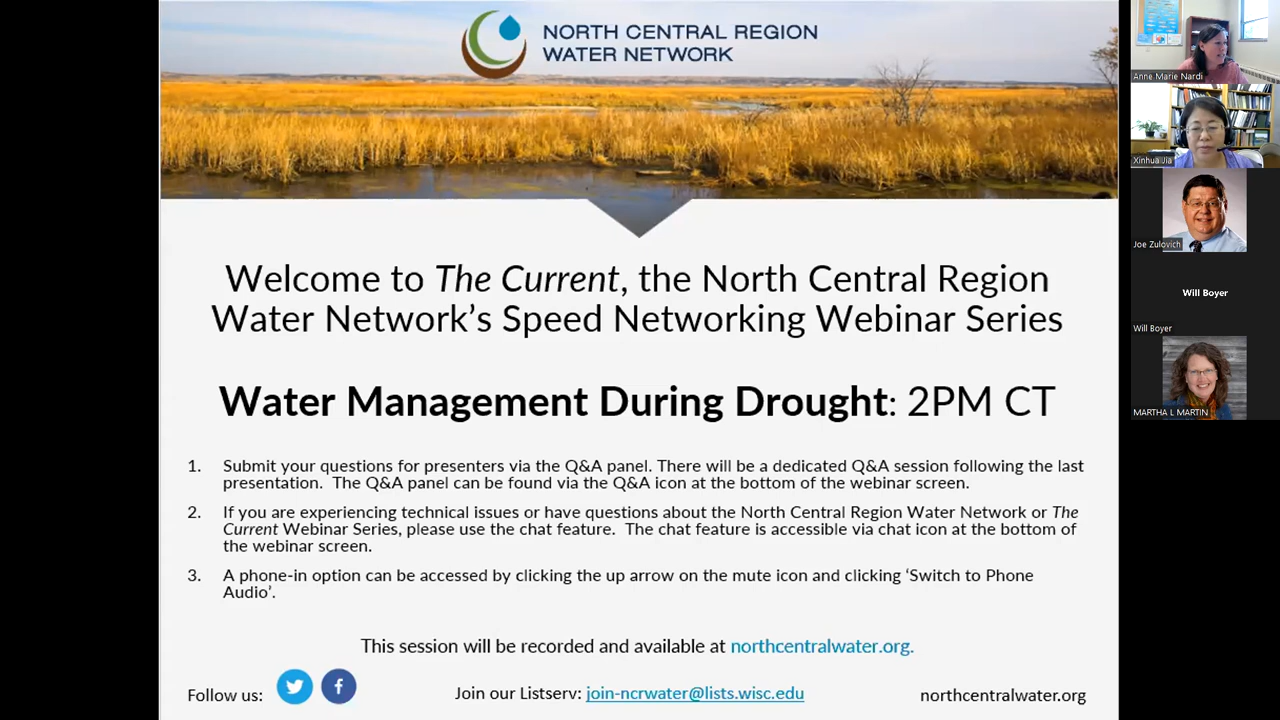 NORTH CENTRAL REGION
WATER NETWORK
Welcome to The Current, the North Central Region
Water Network’s Speed Networking Webinar Series
Water Management During Drought: 2PM CT
1. Submit your questions for presenters via the Q&A panel. There will be a dedicated Q&A session following the last
presentation. The Q&A panel can be found via the Q&A icon at the bottom of the webinar screen.
2. If you are experiencing technical issues or have questions about the North Central Region Water Network or The
Current Webinar Series, please use the chat feature. The chat feature is accessible via chat icon at the bottom of
the webinar screen.
3. A phone-in option can be accessed by clicking the up arrow on the mute icon and clicking ‘Switch to Phone
Audio’.
This session will be recorded and available at northcentralwater.org.
Follow us:
Join our Listserv: join-ncrwater@lists.wisc.edu
northcentralwater.org
Anne Marie Nardi
Xinhua Jia
Joe Zulovich
Will Boyer
Will Boyer
MARTHA L MARTIN